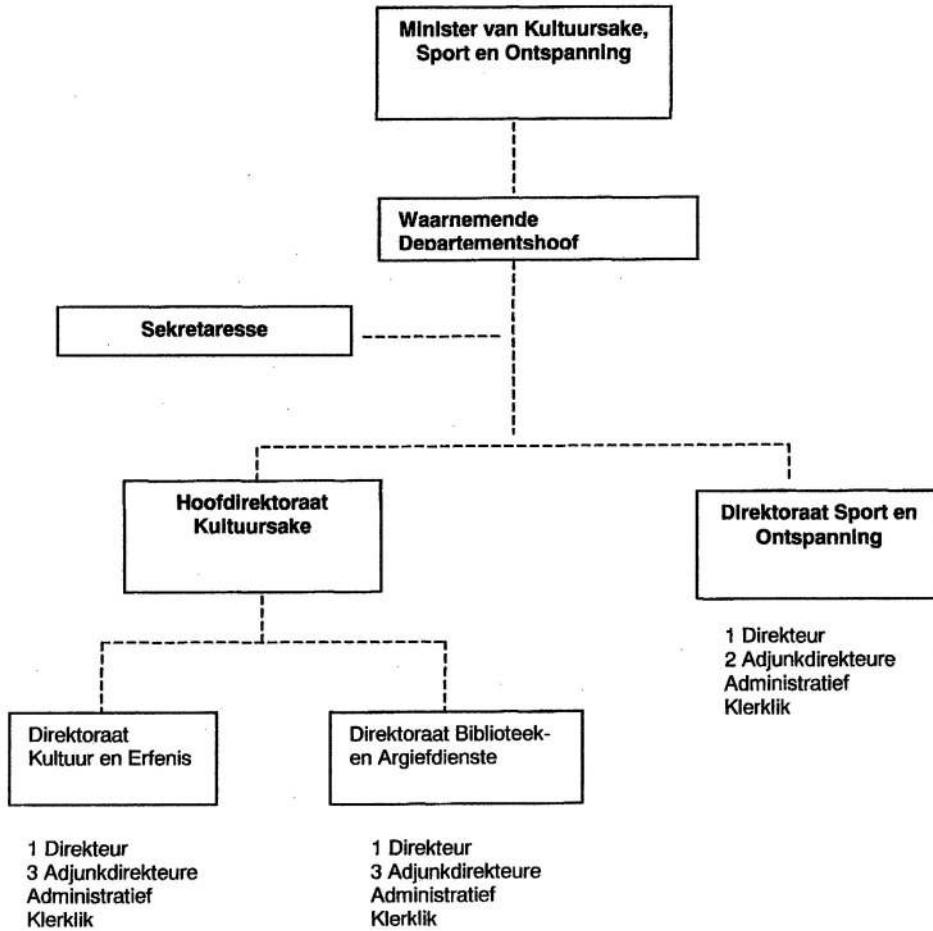 Minister van Kultuursake,
Sport en Ontspanning
Waarnemende
Departementshoof
Sekretaresse
Hoofdirektoraat
Kultuursake
Direktoraat Sport en
Ontspanning
1 Direkteur
2 Adjunkdirekteure
Administratief
Klerklik
Direktoraat
Kultuur en Erfenis
Direktoraat Biblioteek-
en Argiefdienste
1 Direkteur
3 Adjunkdirekteure
Administratief
Klerklik
1 Direkteur
3 Adjunkdirekteure
Administratief
Klerklik